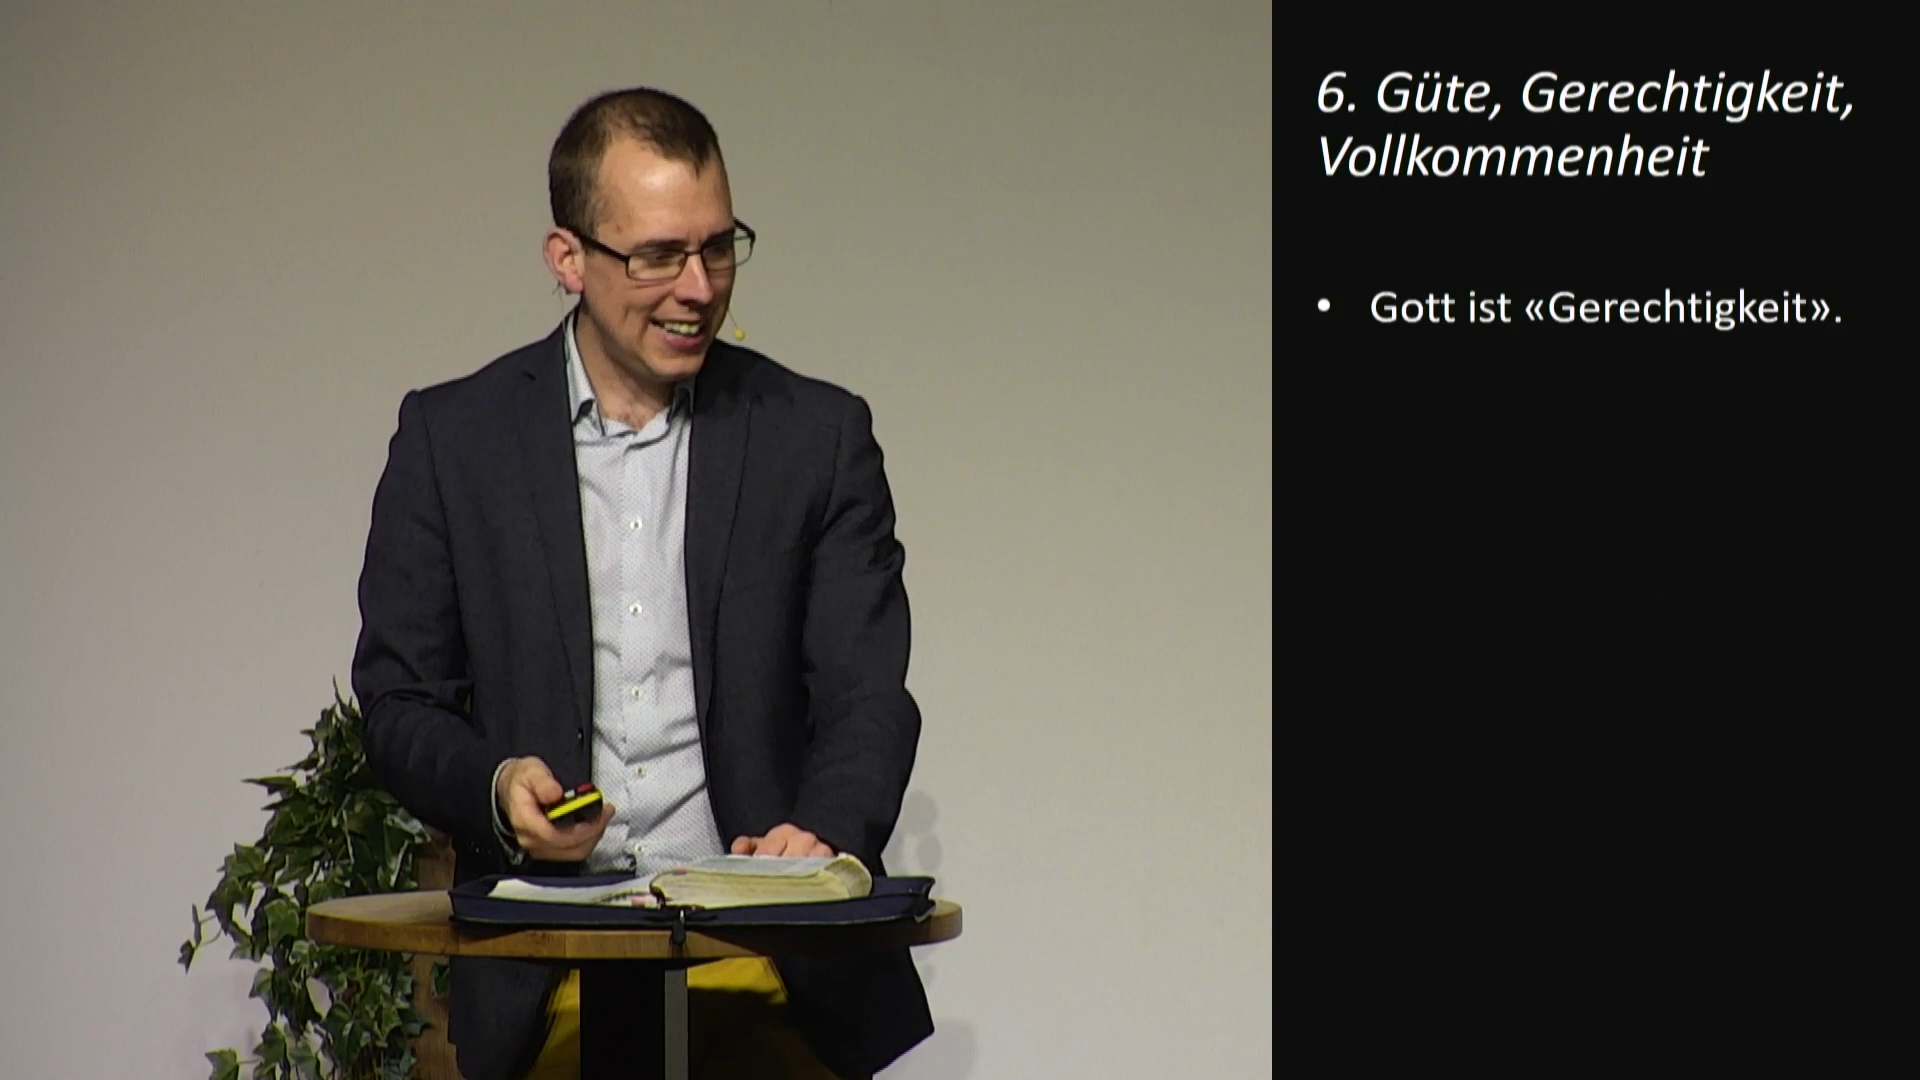 6. Güte, Gerechtigkeit,
Vollkommenheit
• Gott ist «Gerechtigkeit».